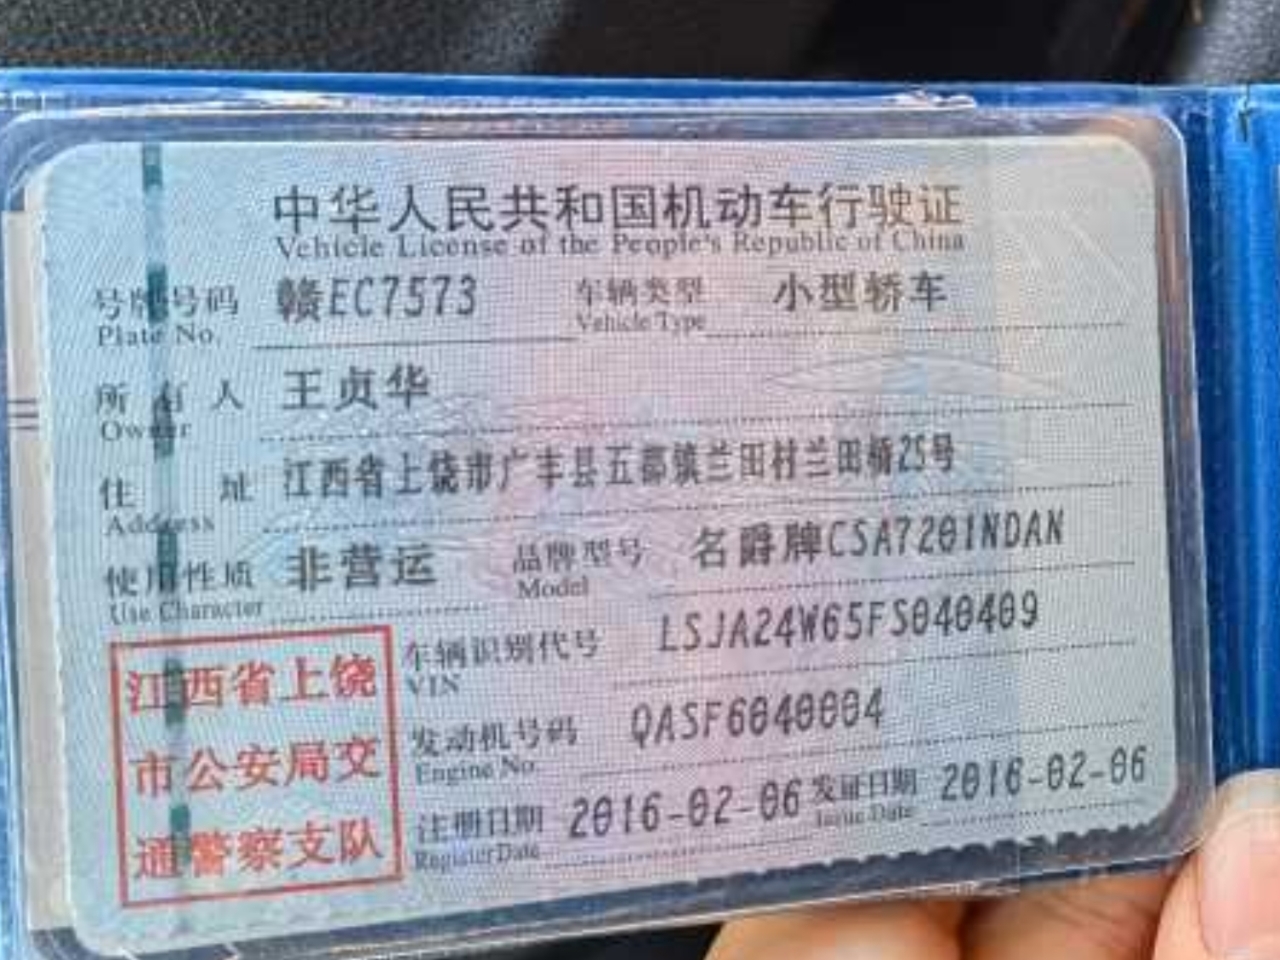 中华人民共和国机动车行驶证
Vehicle License of the People's Republic of China
号牌号码 赣EC7573 车辆类型 小型轿车
Plate No. Vehicle Type
所有人 王贞华
Owner
住址 江西省上饶市广丰县五都镇兰田村兰田桥25号
Address
使用性质 非营运 品牌型号 名爵牌CSA7201NDAN
Use Character Model
车辆识别代号 LSJA24W65FS040409
VIN
发动机号码 QASF6040004
Engine No.
注册日期 2016-02-06 发证日期 2016-02-06
Register Date Issue Date
江西省上饶
市公安局交
通警察支队